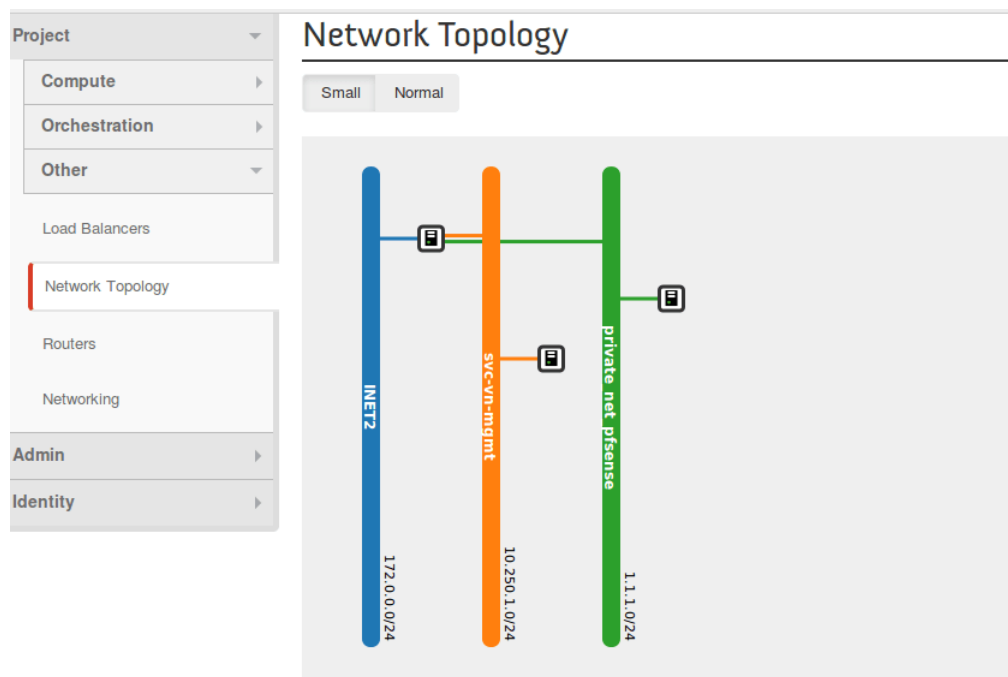 Project
Compute
Orchestration
Other
Load Balancers
Network Topology
Routers
Networking
Admin
Identity
Network Topology
Small
Normal
INET2
172.0.0.0/24
svc-vn-mgmt
10.250.1.0/24
private_net_pfsense
1.1.1.0/24